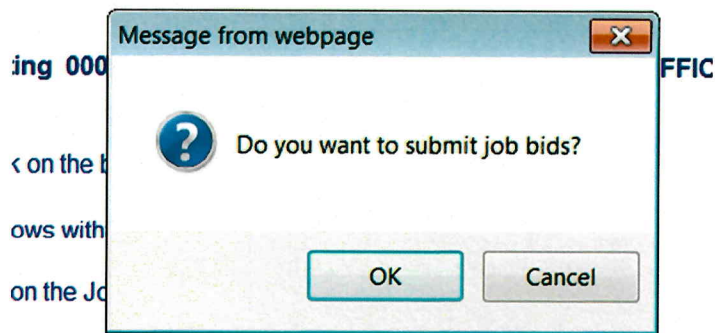 Message from webpage
ting 000 FFIC
Do you want to submit job bids?
k on the b
ows with
OK Cancel
on the Jo